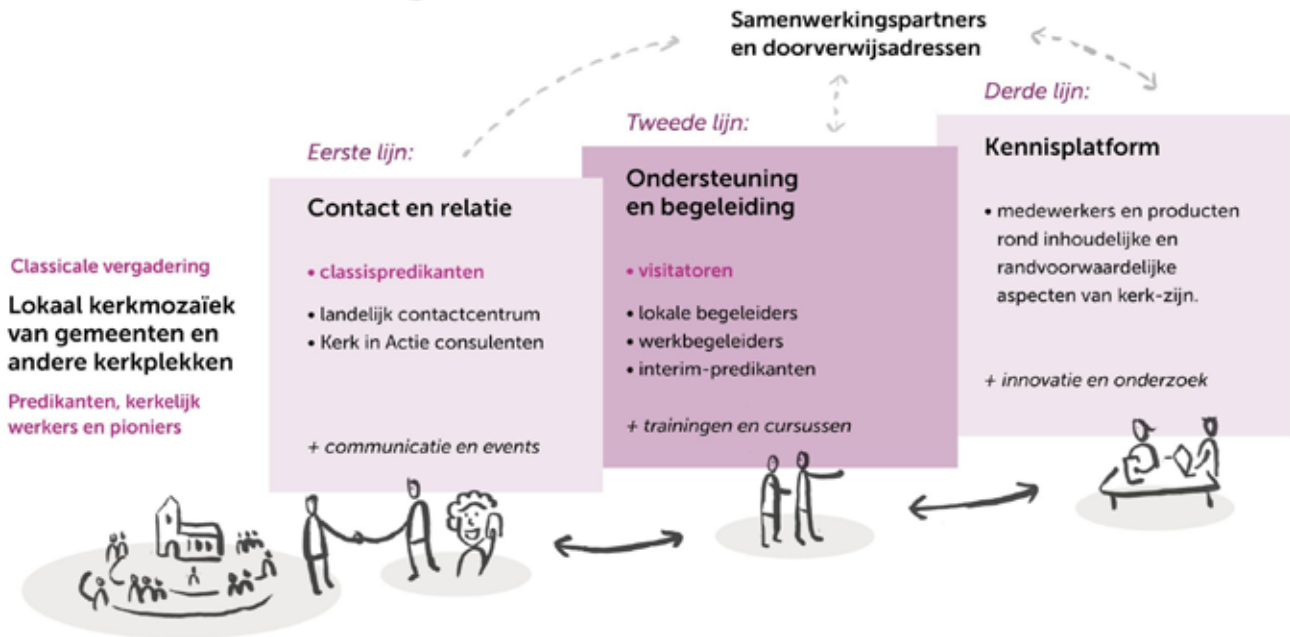 Samenwerkingspartners
en doorverwijsadressen
Classicale vergadering
Lokaal kerkmozaïek
van gemeenten en
andere kerkplekken
Predikanten, kerkelijk
werkers en pioniers
Eerste lijn:
Contact en relatie
• classispredikanten
• landelijk contactcentrum
• Kerk in Actie consulenten
+ communicatie en events
Tweede lijn:
Ondersteuning
en begeleiding
• visitatoren
• lokale begeleiders
• werkbegeleiders
• interim-predikanten
+ trainingen en cursussen
Derde lijn:
Kennisplatform
• medewerkers en producten
rond inhoudelijke en
randvoorwaardelijke
aspecten van kerk-zijn.
+ innovatie en onderzoek